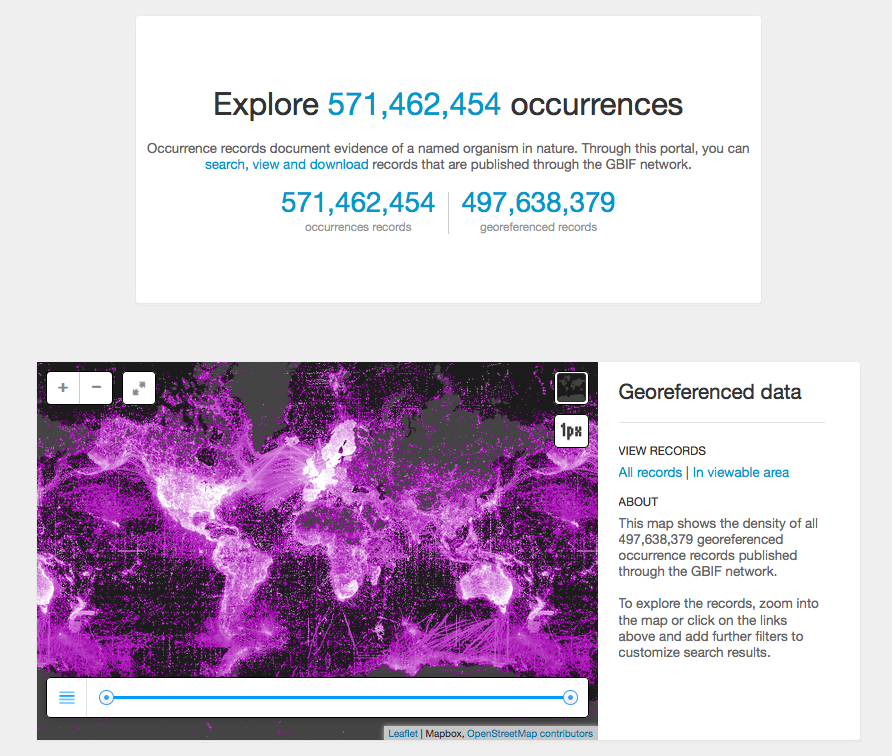 Explore 571,462,454 occurrences
Occurrence records document evidence of a named organism in nature. Through this portal, you can
search, view and download records that are published through the GBIF network.
571,462,454
occurrences records
497,638,379
georeferenced records
+ −
1px
Leaflet | Mapbox, OpenStreetMap contributors
Georeferenced data
VIEW RECORDS
All records | In viewable area
ABOUT
This map shows the density of all
497,638,379 georeferenced
occurrence records published
through the GBIF network.
To explore the records, zoom into
the map or click on the links
above and add further filters to
customize search results.